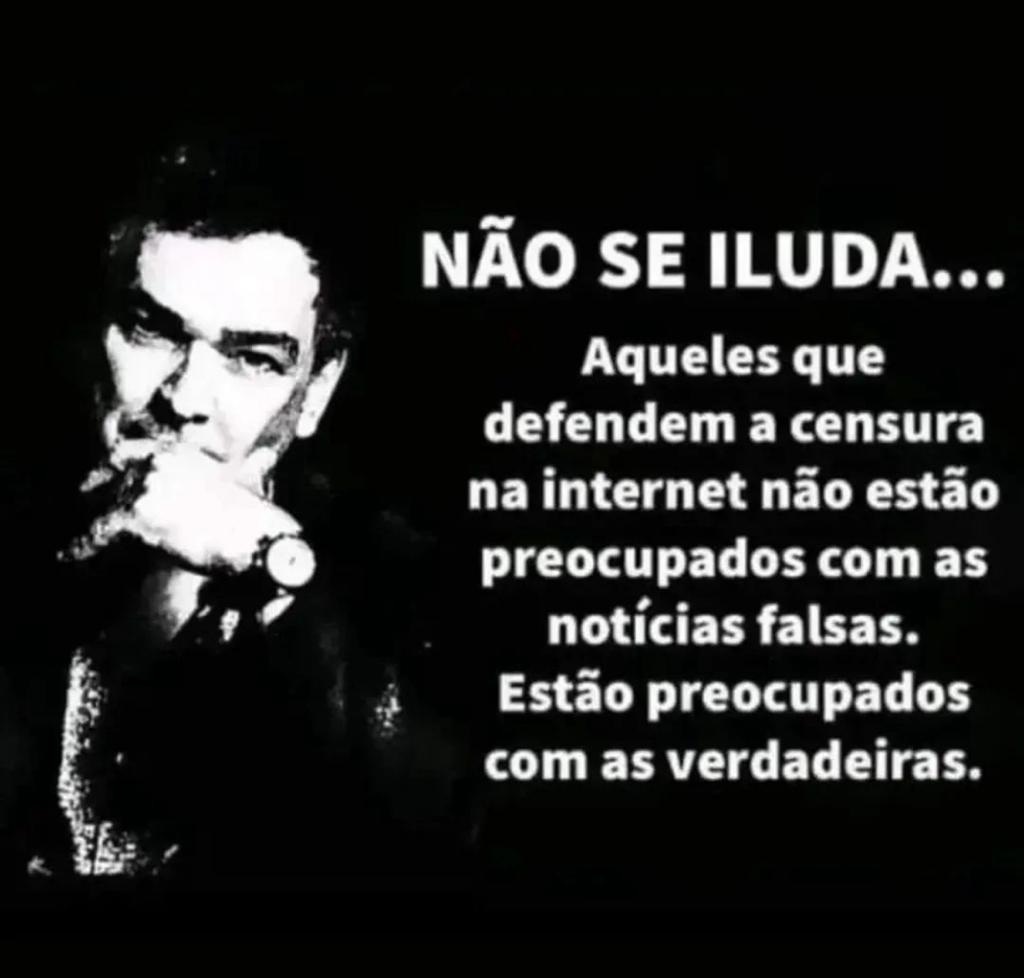 NÃO SE ILUDA...
Aqueles que
defendem a censura
na internet não estão
preocupados com as
notícias falsas.
Estão preocupados
com as verdadeiras.